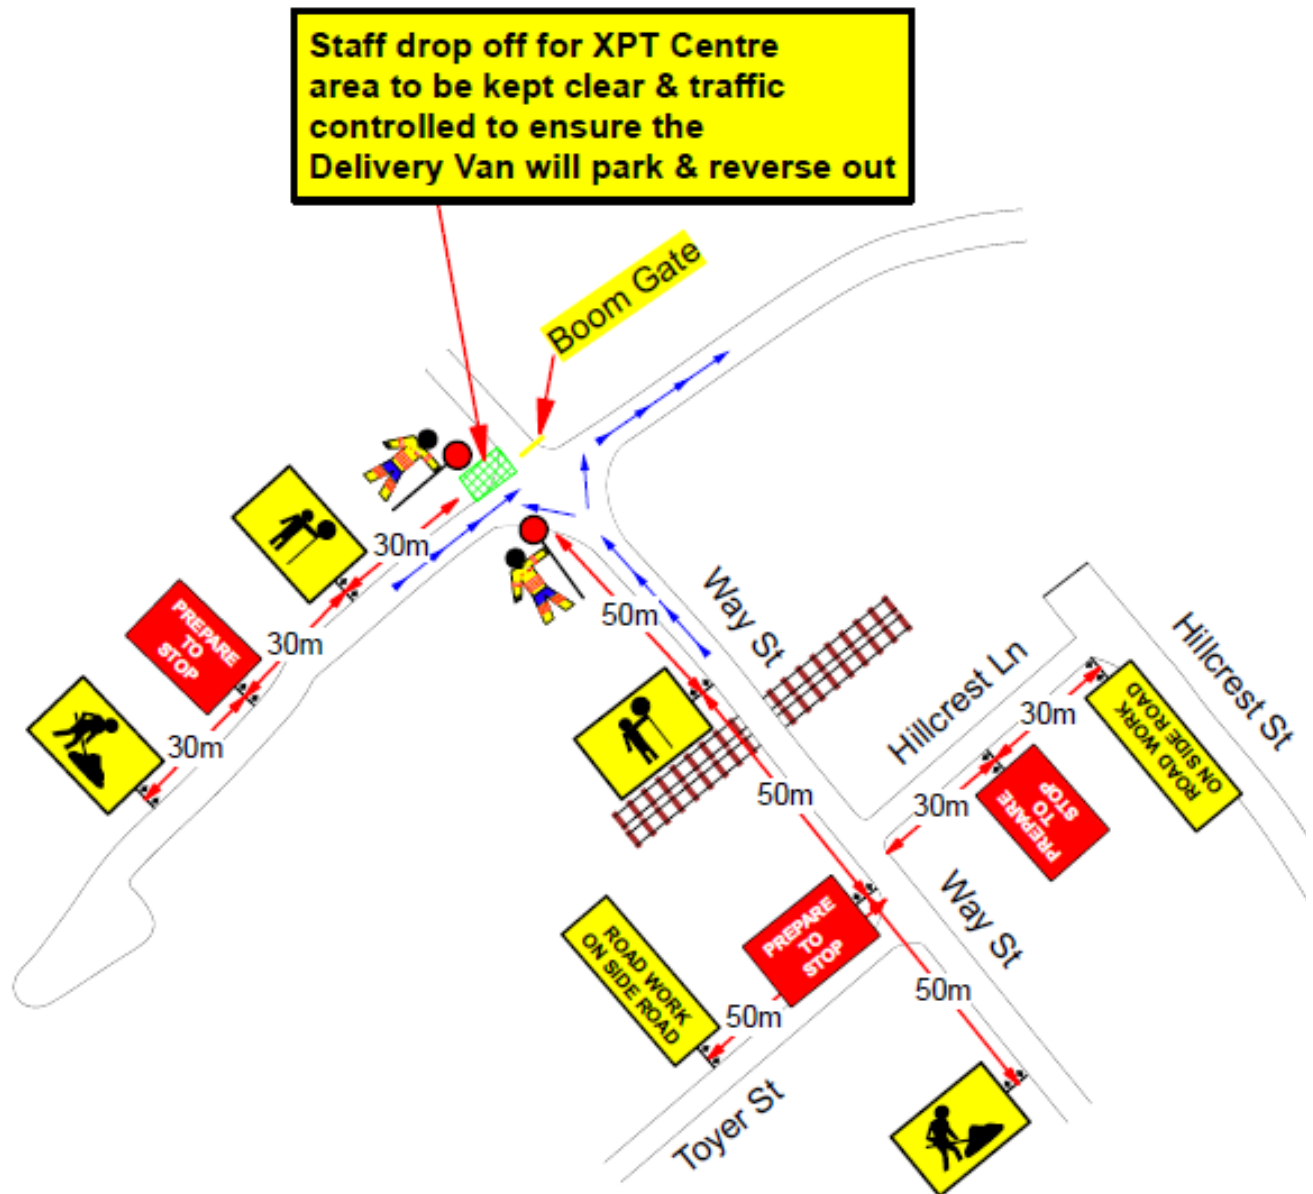 Staff drop off for XPT Centre
area to be kept clear & traffic
controlled to ensure the
Delivery Van will park & reverse out
Boom Gate
30m
PREPARE
TO
STOP
30m
30m
50m
Way St
50m
Hillcrest Ln
Hillcrest St
30m
ROAD WORK
ON SIDE ROAD
30m
PREPARE
TO
STOP
PREPARE
TO
STOP
Way St
ROAD WORK
ON SIDE ROAD
50m
50m
Toyer St